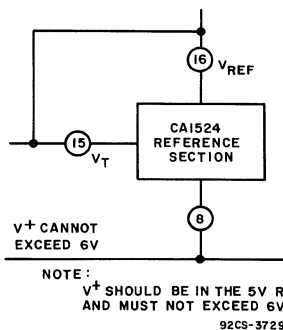 16
VREF
CA1524
REFERENCE
SECTION
15
VT
8
V+ CANNOT
EXCEED 6V
NOTE:
V+ SHOULD BE IN THE 5V R
AND MUST NOT EXCEED 6V
92CS-3729